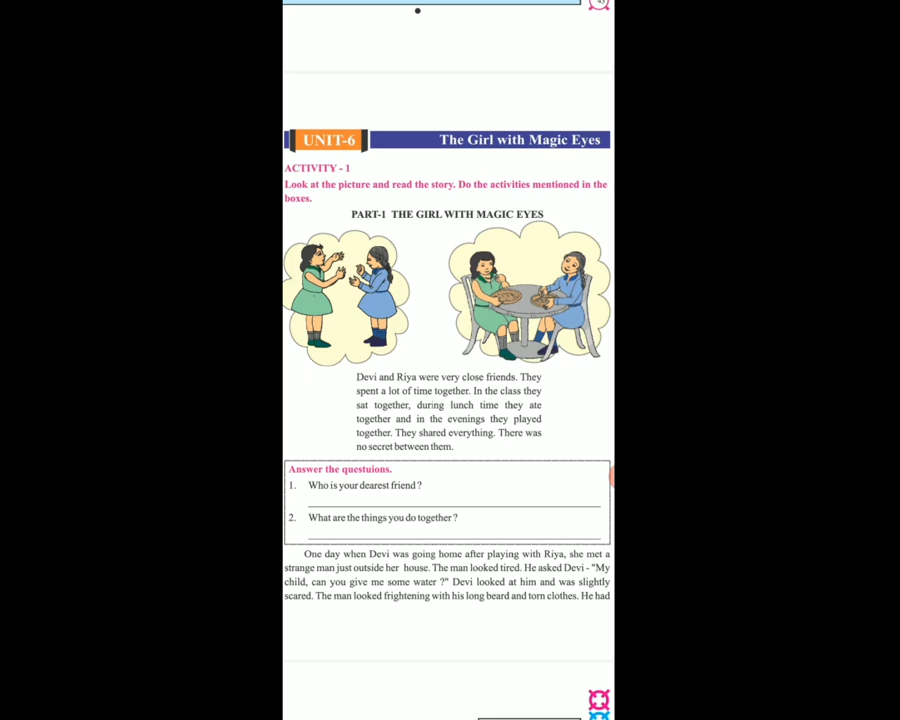 UNIT-6
The Girl with Magic Eyes
ACTIVITY - 1
Look at the picture and read the story. Do the activities mentioned in the
boxes.
PART-1 THE GIRL WITH MAGIC EYES
Devi and Riya were very close friends. They
spent a lot of time together. In the class they
sat together, during lunch time they ate
together and in the evenings they played
together. They shared everything. There was
no secret between them.
Answer the questuions.
1. Who is your dearest friend ?
2. What are the things you do together ?
One day when Devi was going home after playing with Riya, she met a
strange man just outside her house. The man looked tired. He asked Devi - "My
child, can you give me some water ?" Devi looked at him and was slightly
scared. The man looked frightening with his long beard and torn clothes. He had